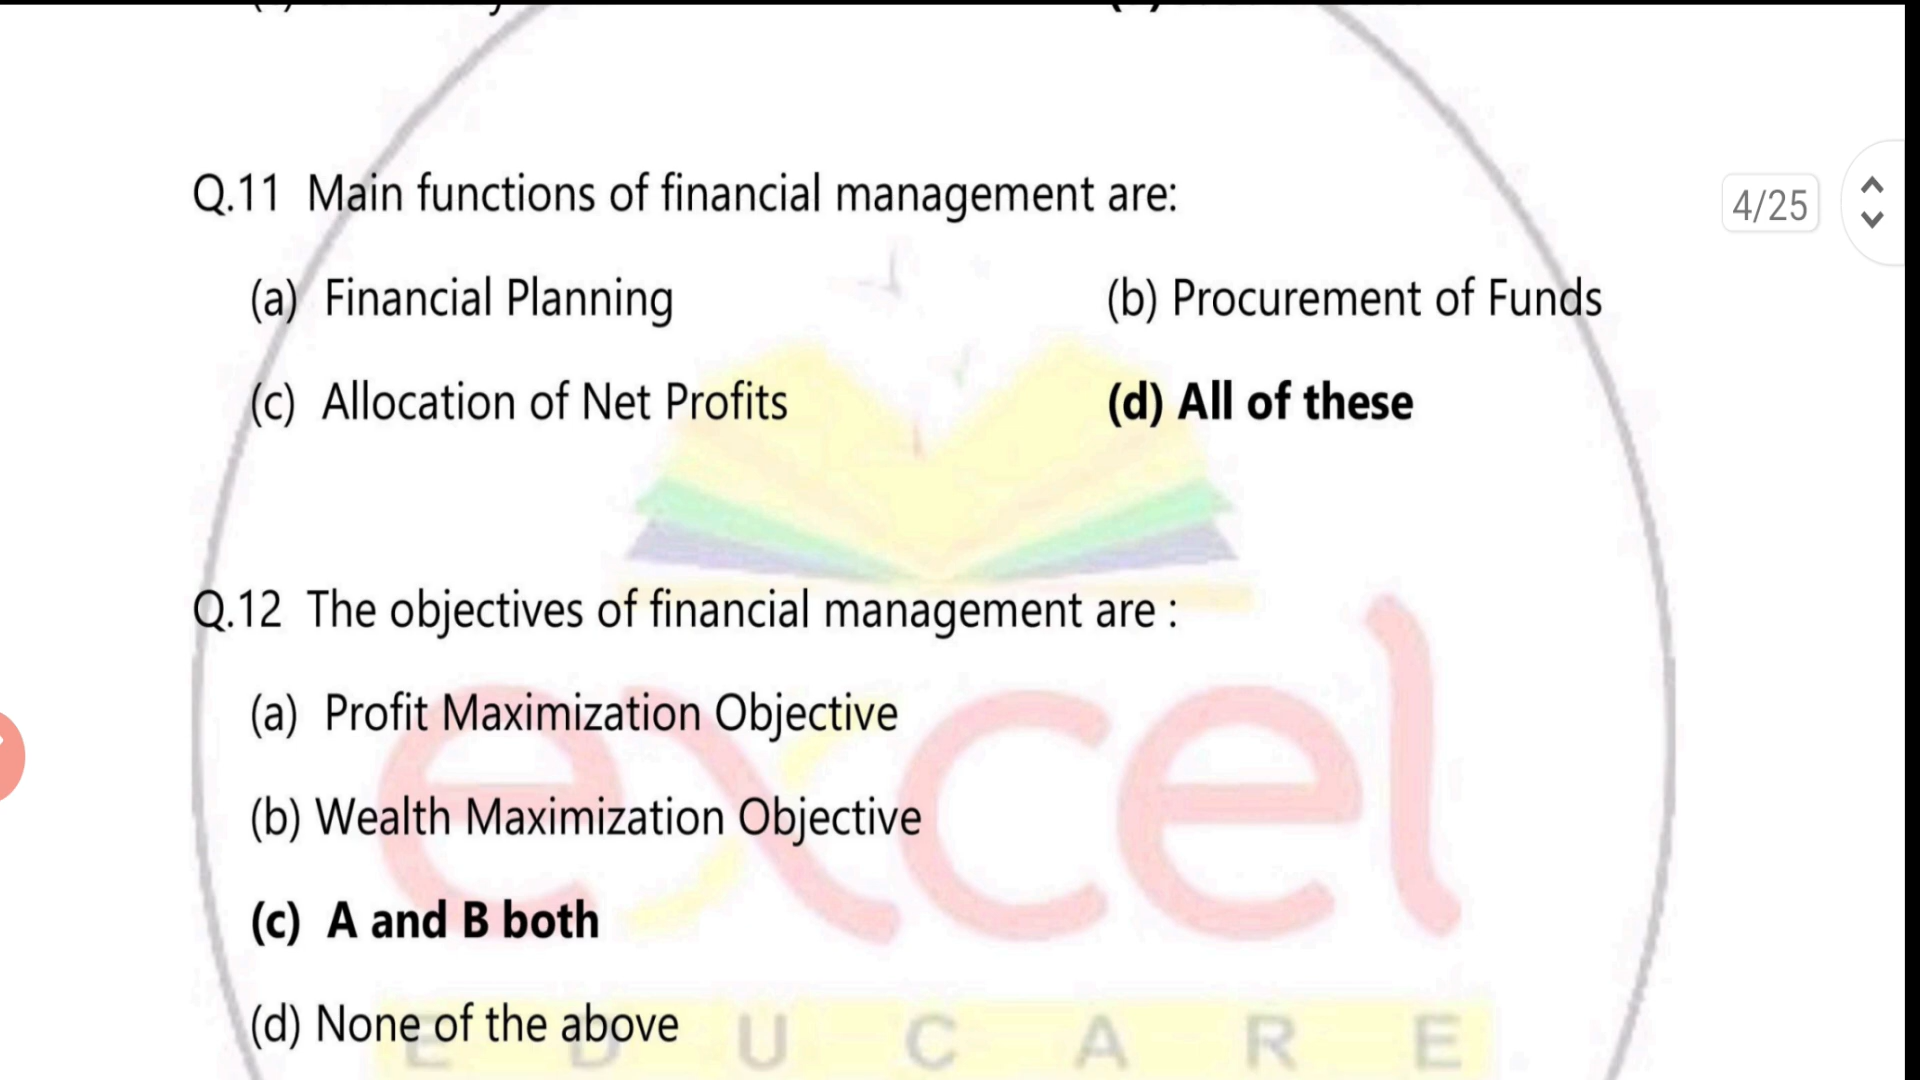 Q.11 Main functions of financial management are:
4/25
(a) Financial Planning (b) Procurement of Funds
(c) Allocation of Net Profits (d) All of these
Q.12 The objectives of financial management are :
(a) Profit Maximization Objective
(b) Wealth Maximization Objective
(c) A and B both
(d) None of the above
excel
EDUCARE